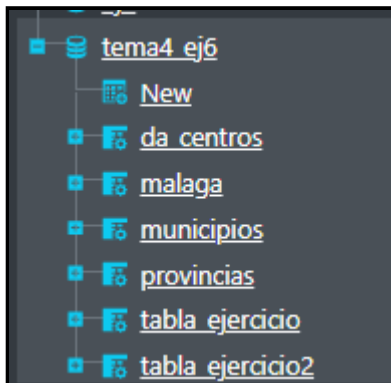 tema4_ej6
New
da_centros
malaga
municipios
provincias
tabla_ejercicio
tabla_ejercicio2